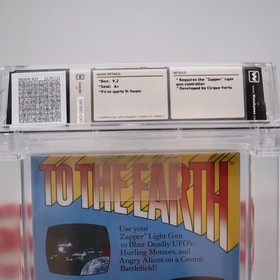 GRADE DETAILS:
*Box: 9.2
*Seal: A+
*First-party H-Seam
DETAILS:
*Requires the "Zapper" light
gun controller
*Developed by Cirque Verte
TO THE EARTH
Use your
Zapper™ Light Gun
to Blast Deadly UFO's
Hurling Meteors, and
Angry Aliens on a Cosmic
Battlefield!